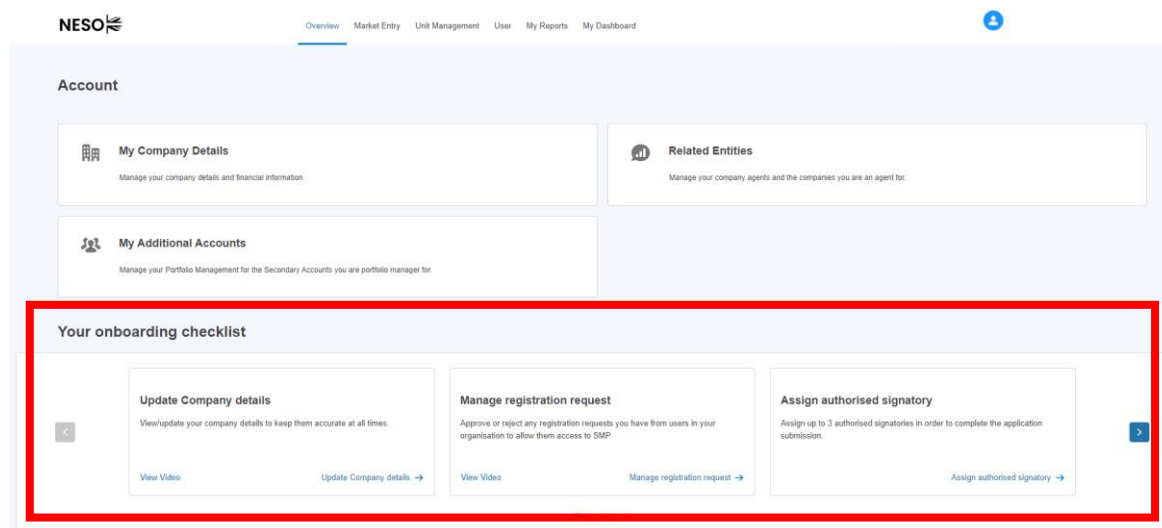 NESO
Overview Market Entry Unit Management User My Reports My Dashboard
Account
My Company Details
Manage your company details and financial information.
Related Entities
Manage your company agents and the companies you are an agent for.
My Additional Accounts
Manage your Portfolio Management for the Secondary Accounts you are portfolio manager for.
Your onboarding checklist
Update Company details
View/update your company details to keep them accurate at all times.
View Video
Update Company details →
Manage registration request
Approve or reject any registration requests you have from users in your
organisation to allow them access to SMP.
View Video
Manage registration request →
Assign authorised signatory
Assign up to 3 authorised signatories in order to complete the application
submission.
Assign authorised signatory →